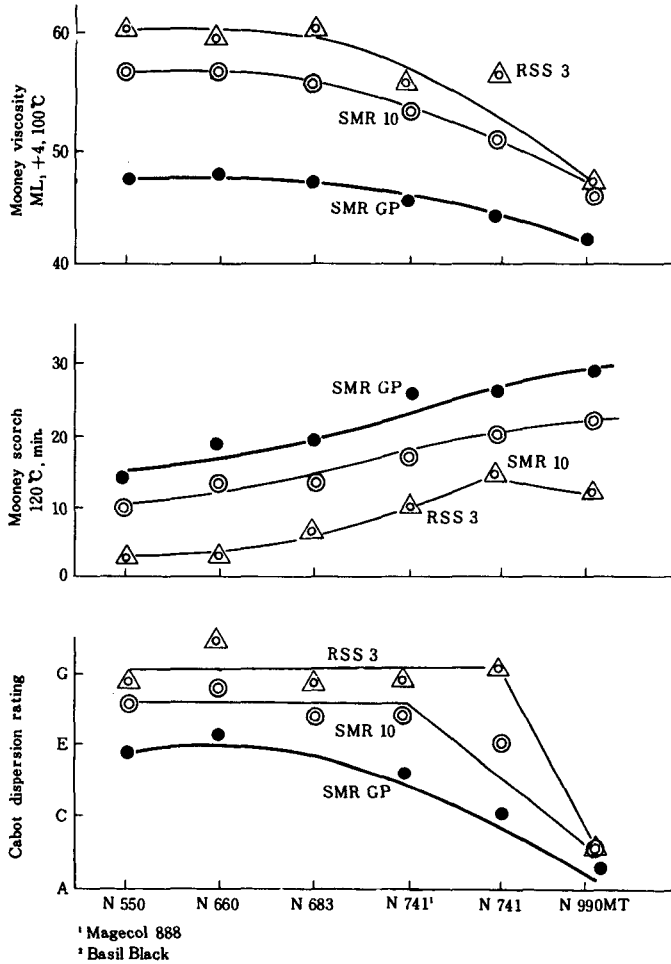 60
50
40
Mooney viscosity
ML₁ +4, 100℃
RSS 3
SMR 10
SMR GP
30
20
10
0
Mooney scorch
120℃, min.
SMR GP
SMR 10
RSS 3
G
E
C
A
Cabot dispersion rating
RSS 3
SMR 10
SMR GP
N 550 N 660 N 683 N 741¹ N 741 N 990MT
¹ Magecol 888
² Basil Black